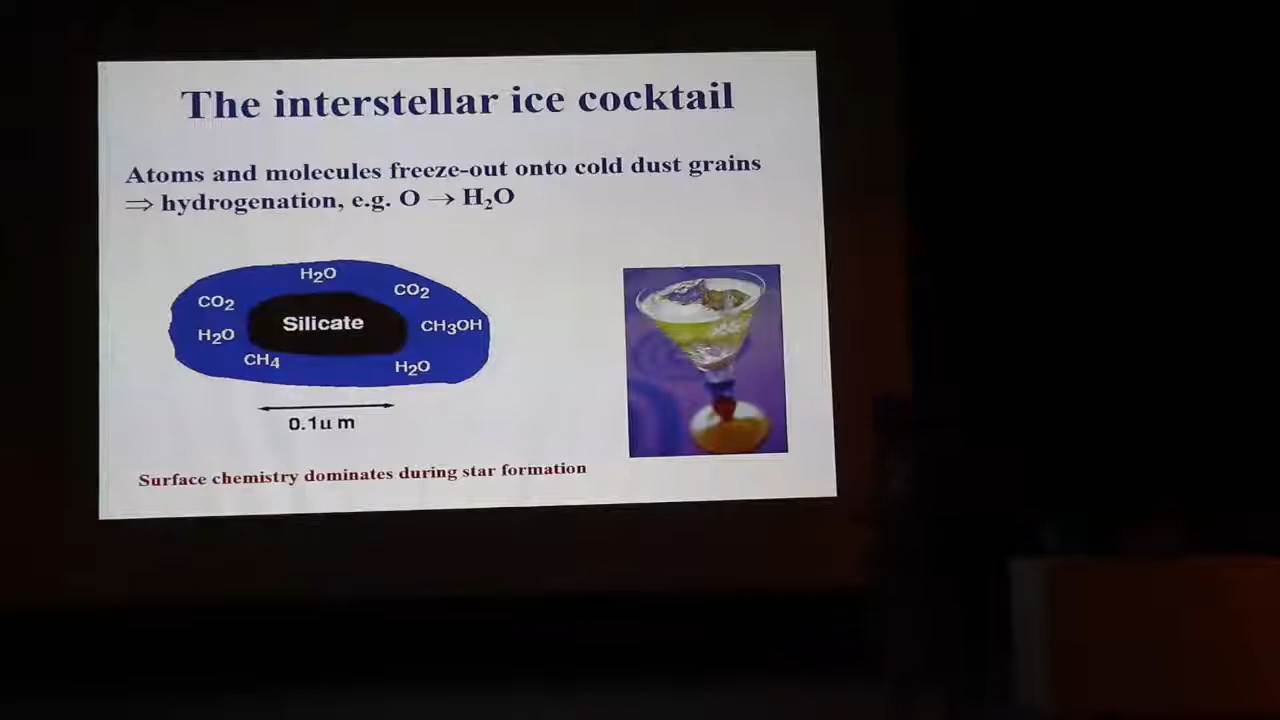 The interstellar ice cocktail
Atoms and molecules freeze-out onto cold dust grains
⇒ hydrogenation, e.g. O → H₂O
H₂O
CO₂
CO₂
Silicate
CH₃OH
H₂O
CH₄
H₂O
0.1u m
Surface chemistry dominates during star formation